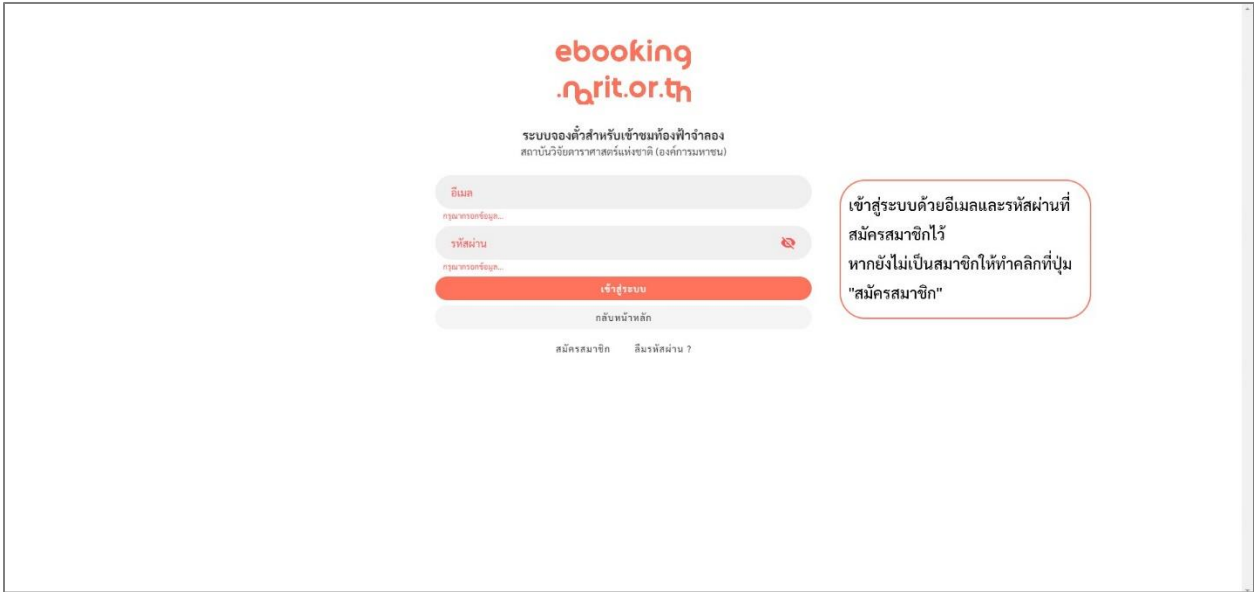 ebooking
.narit.or.th
ระบบจองตั๋วสำหรับเข้าชมท้องฟ้าจำลอง
สถาบันวิจัยดาราศาสตร์แห่งชาติ (องค์การมหาชน)
อีเมล
กรุณากรอกข้อมูล...
รหัสผ่าน
กรุณากรอกข้อมูล...
เข้าสู่ระบบ
กลับหน้าหลัก
สมัครสมาชิก ลืมรหัสผ่าน ?
เข้าสู่ระบบด้วยอีเมลและรหัสผ่านที่
สมัครสมาชิกไว้
หากยังไม่เป็นสมาชิกให้ทำคลิกที่ปุ่ม
"สมัครสมาชิก"